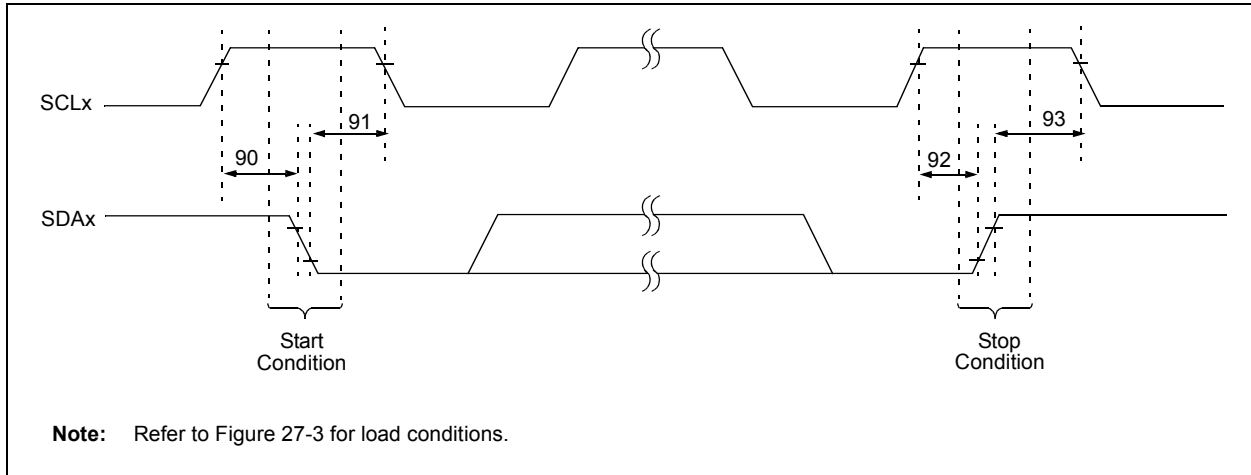 SCLx
91
93
90
92
SDAx
Start
Condition
Stop
Condition
Note: Refer to Figure 27-3 for load conditions.